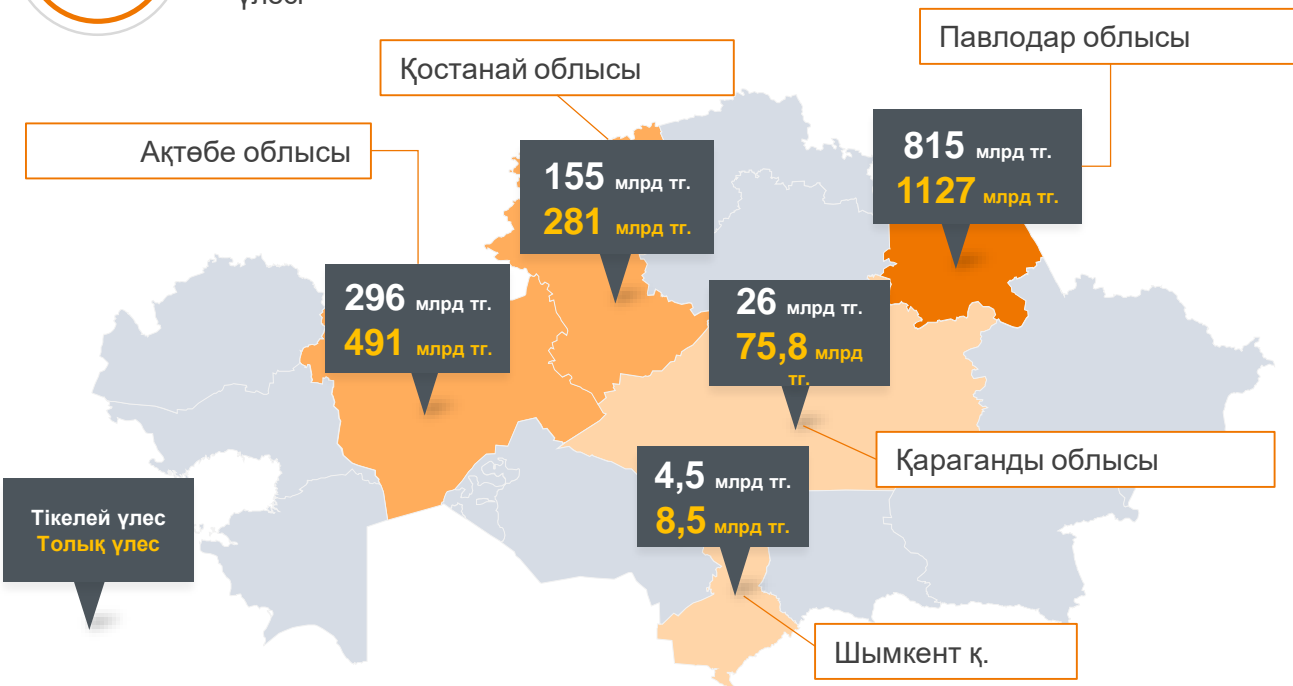 үлесі
Павлодар облысы
Қостанай облысы
Ақтөбе облысы
815 млрд тг.
1127 млрд тг.
155 млрд тг.
281 млрд тг.
296 млрд тг.
491 млрд тг.
26 млрд тг.
75,8 млрд
тг.
Қараганды облысы
4,5 млрд тг.
8,5 млрд тг.
Тікелей үлес
Толық үлес
Шымкент қ.